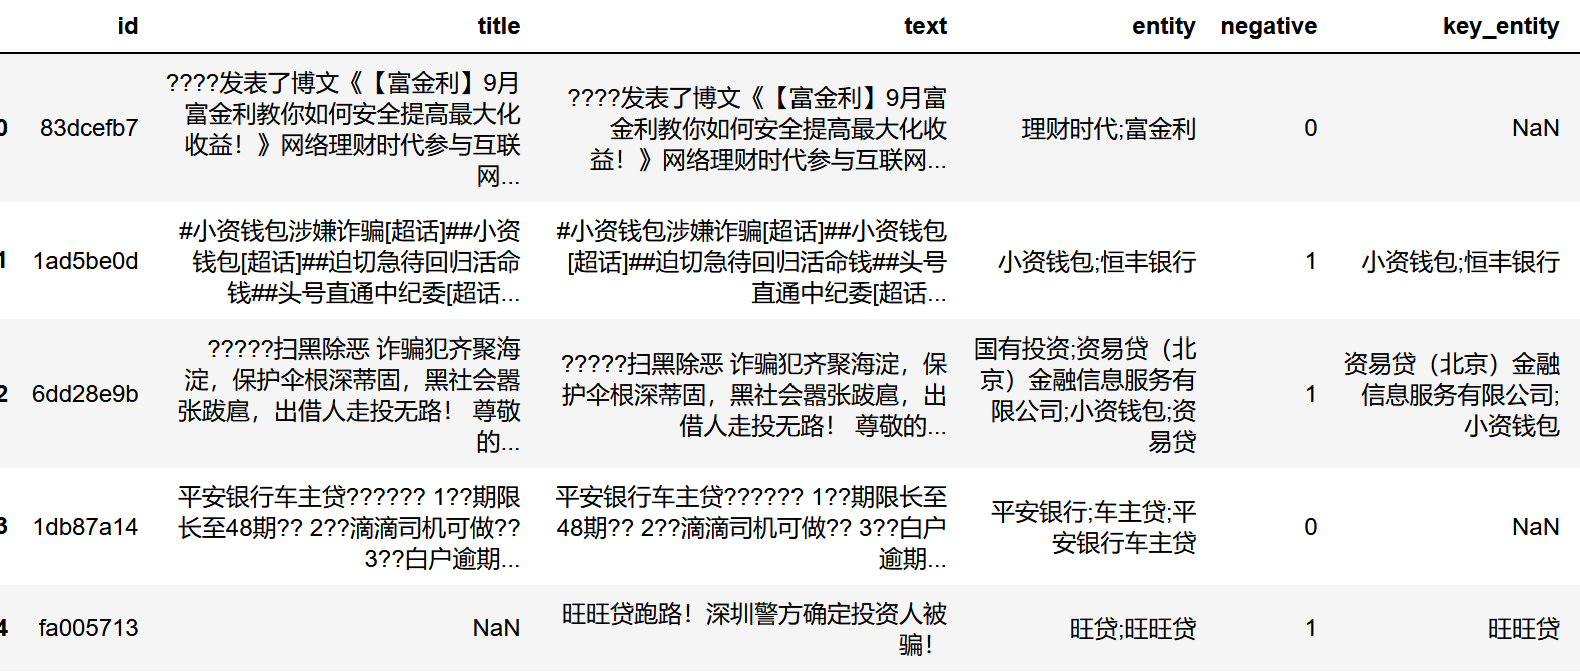 id title text entity negative key_entity
0 83dcefb7 ????发表了博文《【富金利】9月富金利教你如何安全提高最大化收益！》网络理财时代参与互联网... ????发表了博文《【富金利】9月富金利教你如何安全提高最大化收益！》网络理财时代参与互联网... 理财时代;富金利 0 NaN
1 1ad5be0d #小资钱包涉嫌诈骗[超话]##小资钱包[超话]##迫切急待回归活命钱##头号直通中纪委[超话... #小资钱包涉嫌诈骗[超话]##小资钱包[超话]##迫切急待回归活命钱##头号直通中纪委[超话... 小资钱包;恒丰银行 1 小资钱包;恒丰银行
2 6dd28e9b ?????扫黑除恶 诈骗犯齐聚海淀，保护伞根深蒂固，黑社会嚣张跋扈，出借人走投无路！ 尊敬的... ?????扫黑除恶 诈骗犯齐聚海淀，保护伞根深蒂固，黑社会嚣张跋扈，出借人走投无路！ 尊敬的... 国有投资;资易贷（北京）金融信息服务有限公司;小资钱包;资易贷 1 资易贷（北京）金融信息服务有限公司;小资钱包
3 1db87a14 平安银行车主贷?????? 1??期限长至48期?? 2??滴滴司机可做?? 3??白户逾期... 平安银行车主贷?????? 1??期限长至48期?? 2??滴滴司机可做?? 3??白户逾期... 平安银行;车主贷;平安银行车主贷 0 NaN
4 fa005713 NaN 旺旺贷跑路！深圳警方确定投资人被骗！ 旺贷;旺旺贷 1 旺旺贷